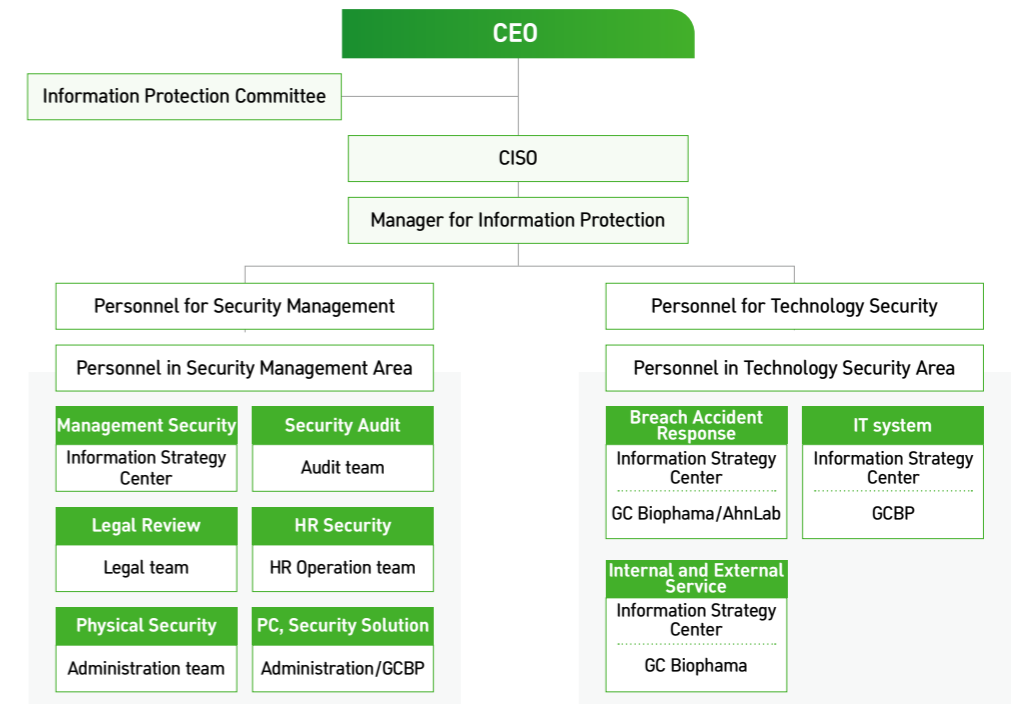 CEO
Information Protection Committee
CISO
Manager for Information Protection
Personnel for Security Management
Personnel in Security Management Area
Management Security
Information Strategy
Center
Security Audit
Audit team
Legal Review
Legal team
HR Security
HR Operation team
Physical Security
Administration team
PC, Security Solution
Administration/GCBP
Personnel for Technology Security
Personnel in Technology Security Area
Breach Accident
Response
Information Strategy
Center
GC Biophama/AhnLab
IT system
Information Strategy
Center
GCBP
Internal and External
Service
Information Strategy
Center
GC Biophama